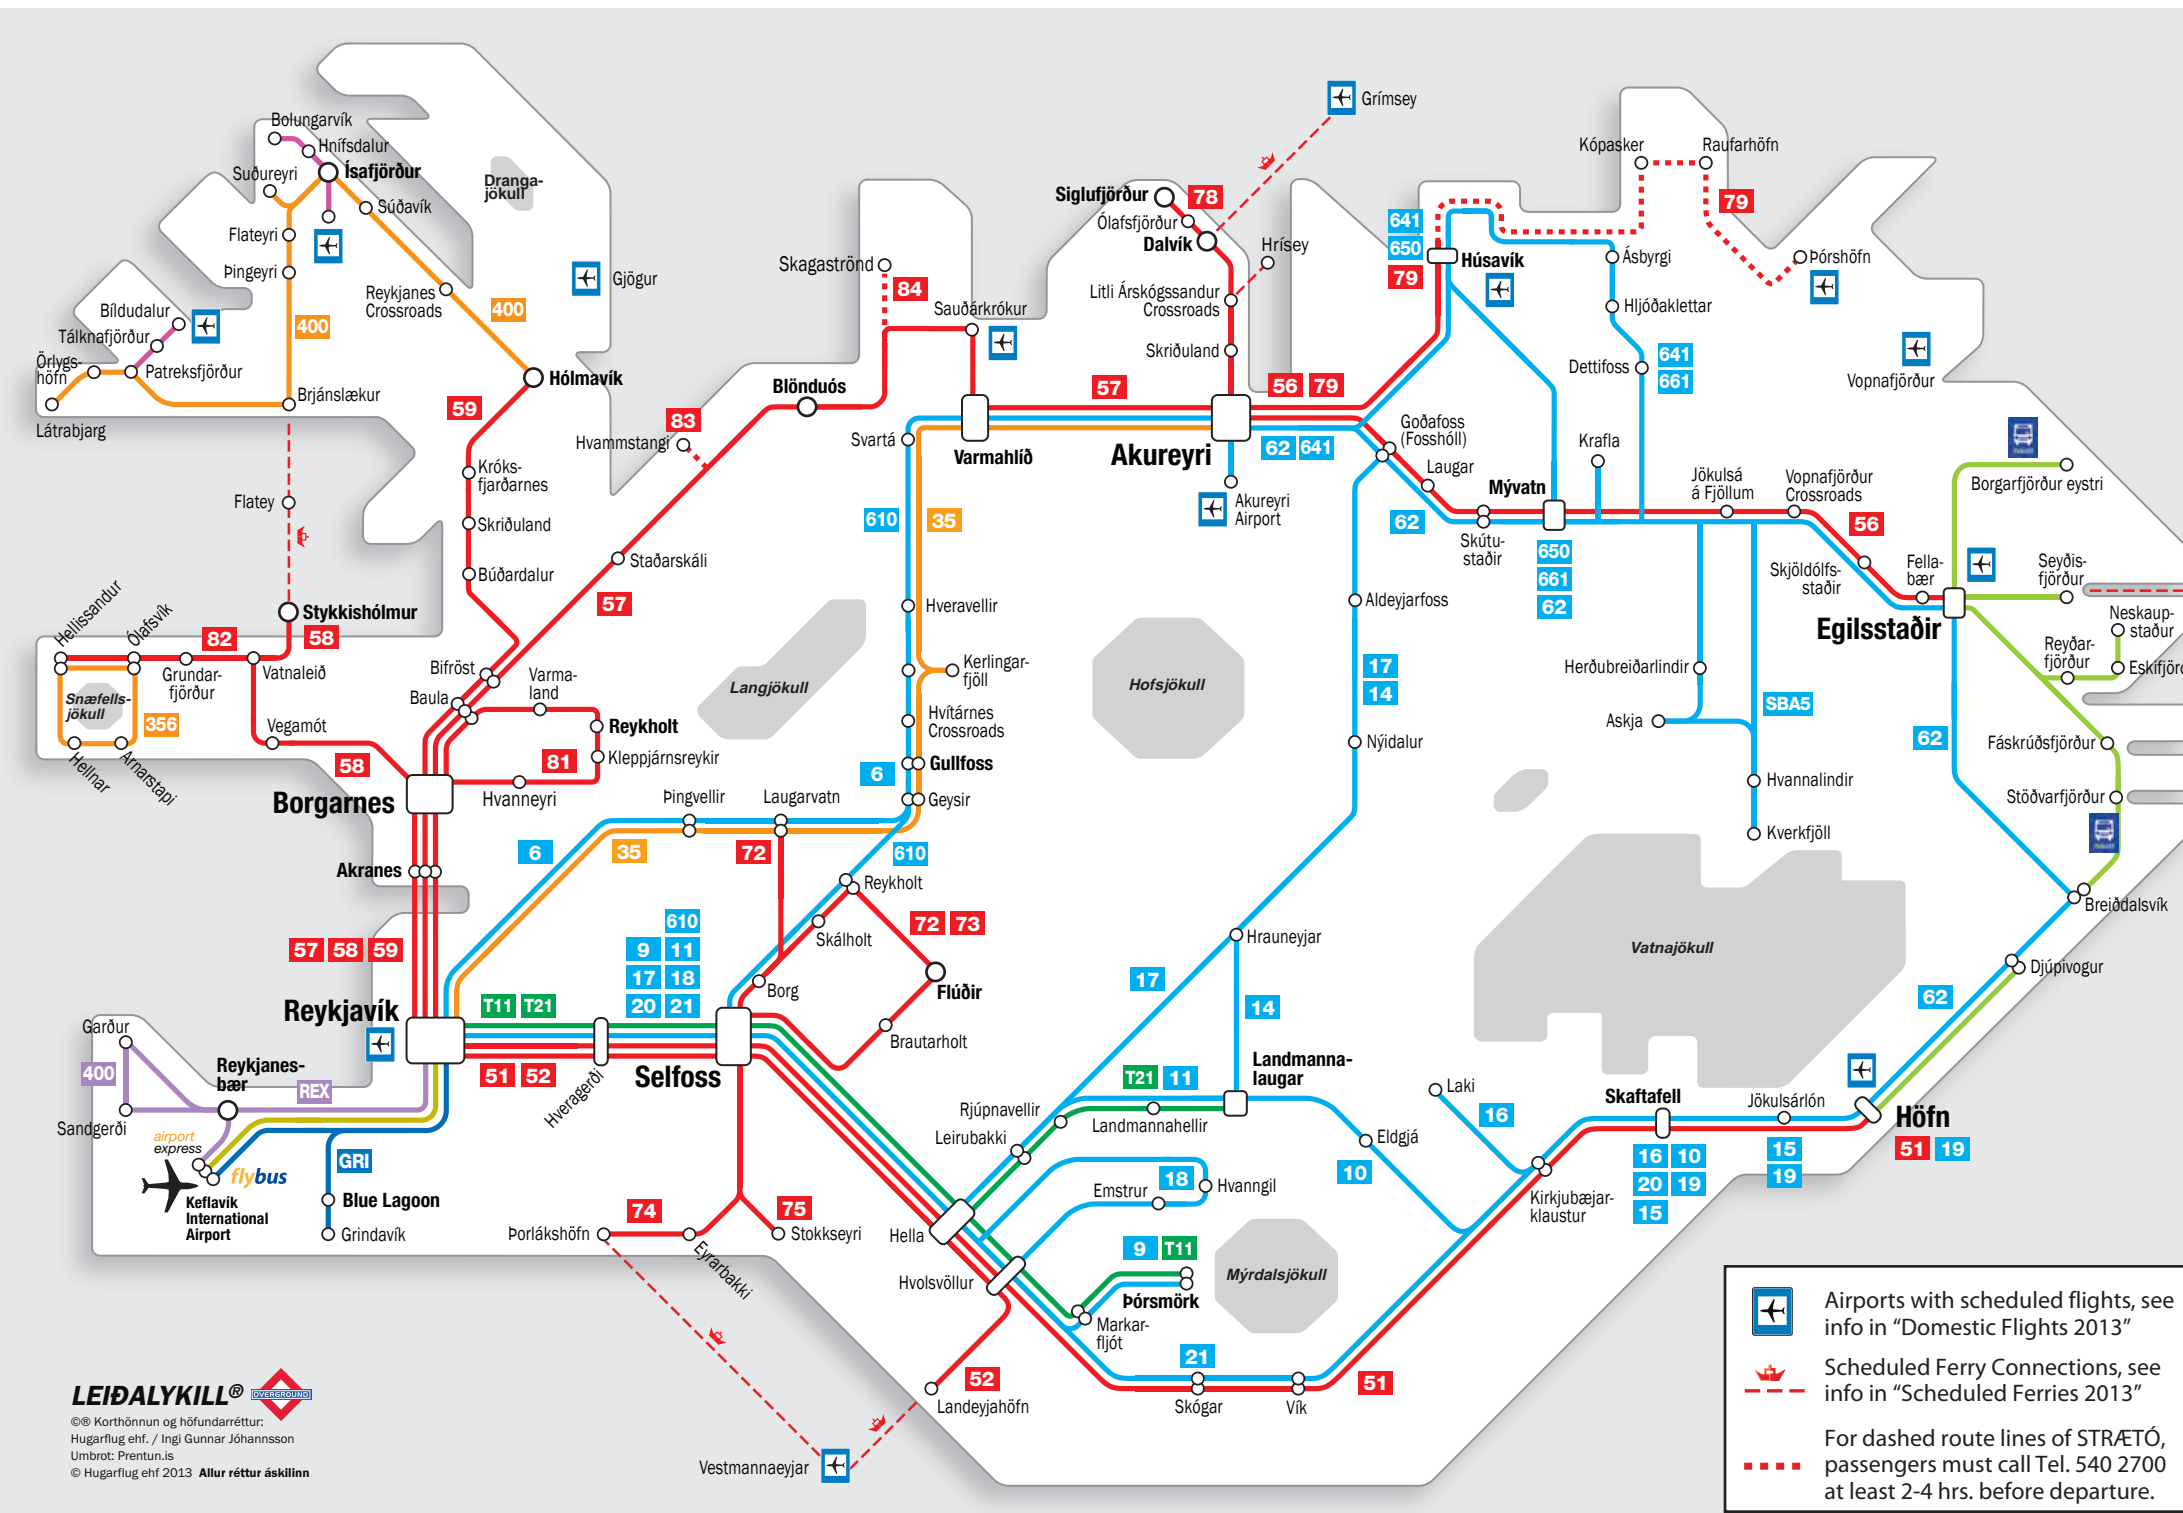 Bolungarvík
Hnífsdalur
Ísafjörður
Suðureyri
Súðavík
Flateyri
Þingeyri
Bíldudalur
Tálknafjörður
Örlygs-
höfn
Patreksfjörður
Brjánslækur
Látrabjarg
400
Reykjanes
Crossroads
400
Dranga-
jökull
Gjögur
Hólmavík
59
Króks-
fjarðarnes
Skriðuland
Búðardalur
Flatey
Stykkishólmur
Hellissandur
Ólafsvík
82
58
Grundar-
fjörður
Vatnaleið
Snæfells-
jökull
356
Hellnar
Arnarstapi
Vegamót
58
Skagaströnd
84
Sauðárkrókur
Blönduós
83
Hvammstangi
Staðarskáli
57
Bifröst
Baula
Varma-
land
Reykholt
Kleppjárnsreykir
81
Hvanneyri
Borgarnes
Akranes
57 58 59
Reykjavík
Siglufjörður
78
Ólafsfjörður
Dalvík
Grímsey
Hrísey
Litli Árskógssandur
Crossroads
Skriduland
57
56 79
Svartá
Varmahlíð
Akureyri
62 641
Akureyri
Airport
610
35
Hveravellir
Kerlingar-
fjöll
Hvítárnes
Crossroads
Gullfoss
6
Geysir
Langjökull
Hofsjökull
Þingvellir
Laugarvatn
6
35
72
610
Reykholt
Skálholt
72 73
Borg
Flúðir
Brautarholt
610
9 11
17 18
20 21
T11 T21
51 52
Hveragerði
Selfoss
641
650
79
Húsavík
Kópasker
Raufarhöfn
79
Þórshöfn
Ásbyrgi
Hljóðaklettar
Dettifoss
641
661
Vopnafjörður
Goðafoss
(Fosshóll)
Laugar
Krafla
Mývatn
62
Skútu-
staðir
650
661
62
Jökulsá
á Fjöllum
Vopnafjörður
Crossroads
56
Skjöldólfs-
staðir
Fella-
bær
Egilsstaðir
Borgarfjörður eystri
Seyðis-
fjörður
Neskaup-
staður
Reyðar-
fjörður
Fáskrúðsfjörður
Stöðvarfjörður
62
Breiðdalsvík
Djúpivogur
62
Aldeyjarfoss
17
14
Nýidalur
Herðubreiðarlindir
Askja
SBA5
Hvannalindir
Kverkfjöll
Vatnajökull
Hrauneyjar
17
14
T21 11
Landmanna-
laugar
Rjúpnavellir
Leirubakki
Landmannahellir
Eldgjá
10
Laki
16
Skaftafell
Jökulsárlón
Höfn
51 19
16 10
20 19
15
15
19
Kirkjubæjar-
klaustur
18
Emstrur
Hvanngil
Hella
Hvolsvöllur
9 T11
Þórsmörk
Markar-
fljót
Mýrdalsjökull
21
Skógar
Vík
51
52
Landeyjahöfn
Vestmannaeyjar
74
75
Þorlákshöfn
Eyrarbakki
Stokkseyri
Garður
400
Reykjanes-
bær
REX
Sandgerði
airport
express
flybus
Keflavík
International
Airport
GRI
Blue Lagoon
Grindavík
LEIÐALYKILL® OVERGROUND
©® Korthönnun og höfundarréttur:
Hugarflug ehf. / Ingi Gunnar Jóhannsson
Umbrot: Prentun.is
© Hugarflug ehf 2013 Allur réttur áskilinn
Airports with scheduled flights, see
info in “Domestic Flights 2013”
Scheduled Ferry Connections, see
info in “Scheduled Ferries 2013”
For dashed route lines of STRÆTÓ,
passengers must call Tel. 540 2700
at least 2-4 hrs. before departure.